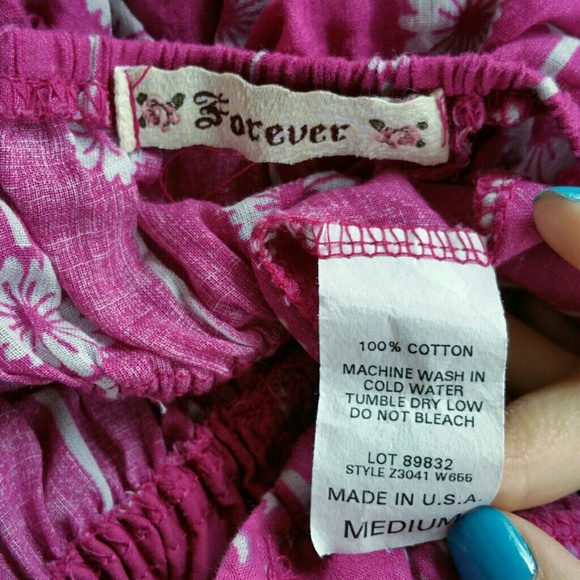 Forever
100% COTTON
MACHINE WASH IN
COLD WATER
TUMBLE DRY LOW
DO NOT BLEACH
LOT 89832
STYLE Z3041 W655
MADE IN U.S.A.
MEDIUM